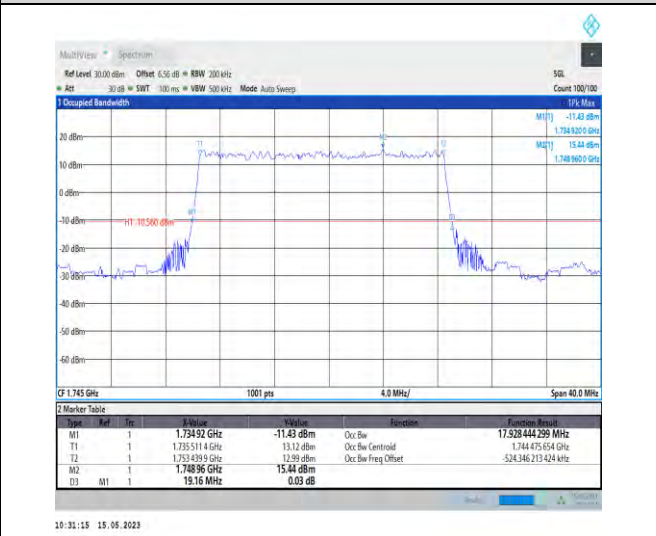 MultiView Spectrum
Ref Level 30.00 dBm Offset 6.56 dB RBW 200 kHz SGL
Att 30 dB SWT 100 ms VBW 500 kHz Mode Auto Sweep Count 100/100
1 Occupied Bandwidth 1Pk Max
M1[1] -11.43 dBm
1.734 920 0 GHz
M2[1] 15.44 dBm
1.748 960 0 GHz
20 dBm
10 dBm
0 dBm
-10 dBm
H1 -10.560 dBm
-20 dBm
-30 dBm
-40 dBm
-50 dBm
-60 dBm
T1
M2
T2
M1
CF 1.745 GHz 1001 pts 4.0 MHz/ Span 40.0 MHz
2 Marker Table
Type Ref Trc X-Value Y-Value Function Function Result
M1 1 1.734 92 GHz -11.43 dBm Occ Bw 17.928 444 299 MHz
T1 1 1.735 511 4 GHz 13.12 dBm Occ Bw Centroid 1.744 475 654 GHz
T2 1 1.753 439 9 GHz 12.99 dBm Occ Bw Freq Offset -524.346 213 424 kHz
M2 1 1.748 96 GHz 15.44 dBm
D3 M1 1 19.16 MHz 0.03 dB
10:31:15 15.05.2023